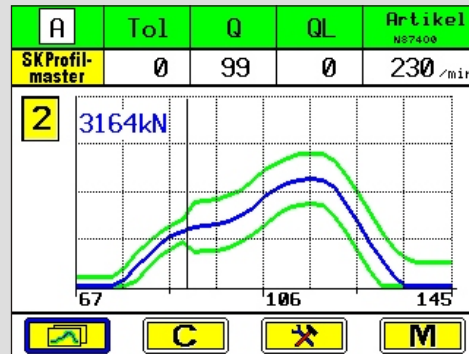 A Tol Q QL Artikel
N87400
SKProfil-
master 0 99 0 230 /min
2 3164kN
67 106 145
C M